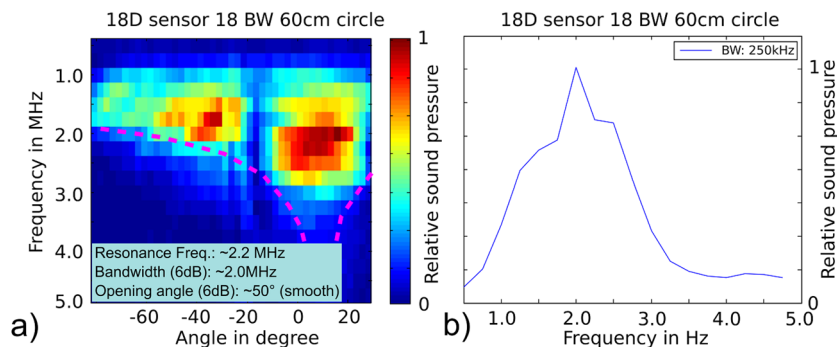 18D sensor 18 BW 60cm circle
Frequency in MHz
1.0
2.0
3.0
4.0
5.0
Resonance Freq.: ~2.2 MHz
Bandwidth (6dB): ~2.0MHz
Opening angle (6dB): ~50° (smooth)
-60 -40 -20 0 20
Angle in degree
a)
1
0
Relative sound pressure
18D sensor 18 BW 60cm circle
BW: 250kHz
1
0
Relative sound pressure
1.0 2.0 3.0 4.0 5.0
Frequency in Hz
b)